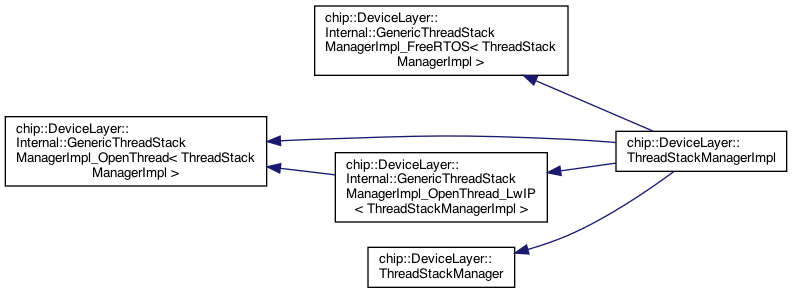 chip::DeviceLayer::
Internal::GenericThreadStack
ManagerImpl_FreeRTOS< ThreadStack
ManagerImpl >
chip::DeviceLayer::
Internal::GenericThreadStack
ManagerImpl_OpenThread< ThreadStack
ManagerImpl >
chip::DeviceLayer::
Internal::GenericThreadStack
ManagerImpl_OpenThread_LwIP
< ThreadStackManagerImpl >
chip::DeviceLayer::
ThreadStackManagerImpl
chip::DeviceLayer::
ThreadStackManager